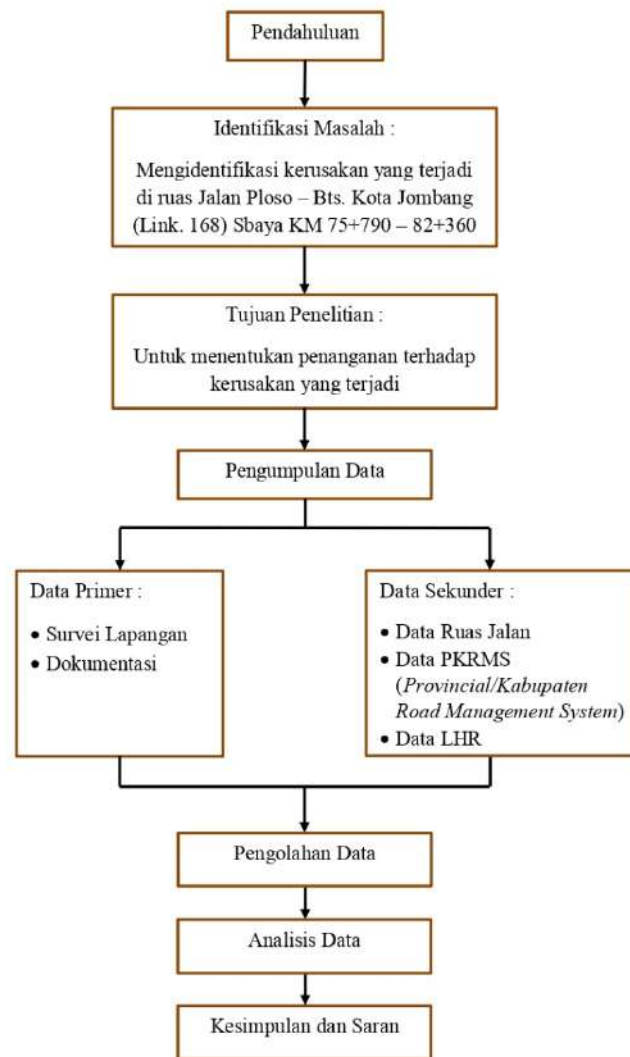 Pendahuluan
Identifikasi Masalah :
Mengidentifikasi kerusakan yang terjadi
di ruas Jalan Ploso – Bts. Kota Jombang
(Link. 168) Sbaya KM 75+790 – 82+360
Tujuan Penelitian :
Untuk menentukan penanganan terhadap
kerusakan yang terjadi
Pengumpulan Data
Data Primer :
• Survei Lapangan
• Dokumentasi
Data Sekunder :
• Data Ruas Jalan
• Data PKRMS
(Provincial/Kabupaten
Road Management System)
• Data LHR
Pengolahan Data
Analisis Data
Kesimpulan dan Saran